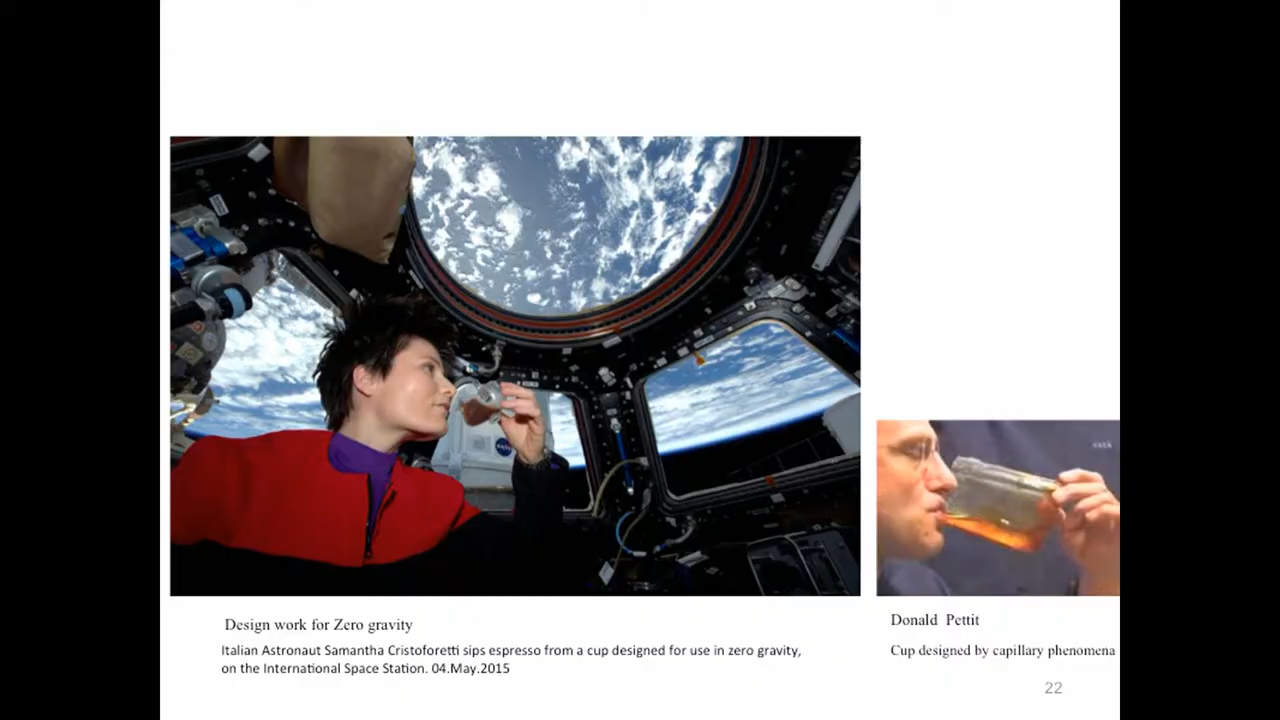 Design work for Zero gravity
Italian Astronaut Samantha Cristoforetti sips espresso from a cup designed for use in zero gravity,
on the International Space Station. 04.May.2015
Donald Pettit
Cup designed by capillary phenomena
22
NASA